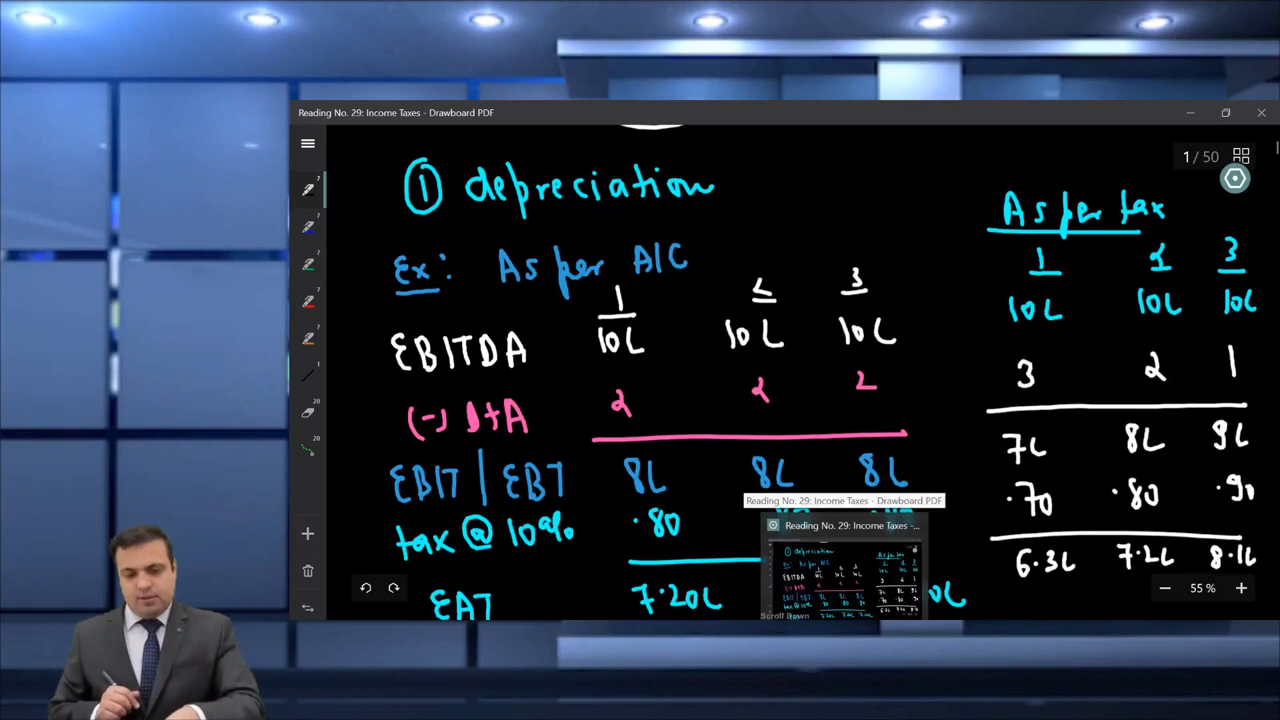 Reading No. 29: Income Taxes - Drawboard PDF
1 / 50
① depreciation
As per tax
Ex: As per A/C
1 2 3
1 2 3
10L 10L 10L
EBITDA 10L 10L 10L
(-) D+A 2 2 2
3 2 1
EBIT | EBT 8L 8L 8L
7L 8L 9L
tax @ 10% .80
.70 .80 .90
Reading No. 29: Income Taxes - Drawboard PDF
Reading No. 29: Income Taxes -...
6.3L 7.2L 8.1L
EAT 7.20L
55 %
Scroll Down